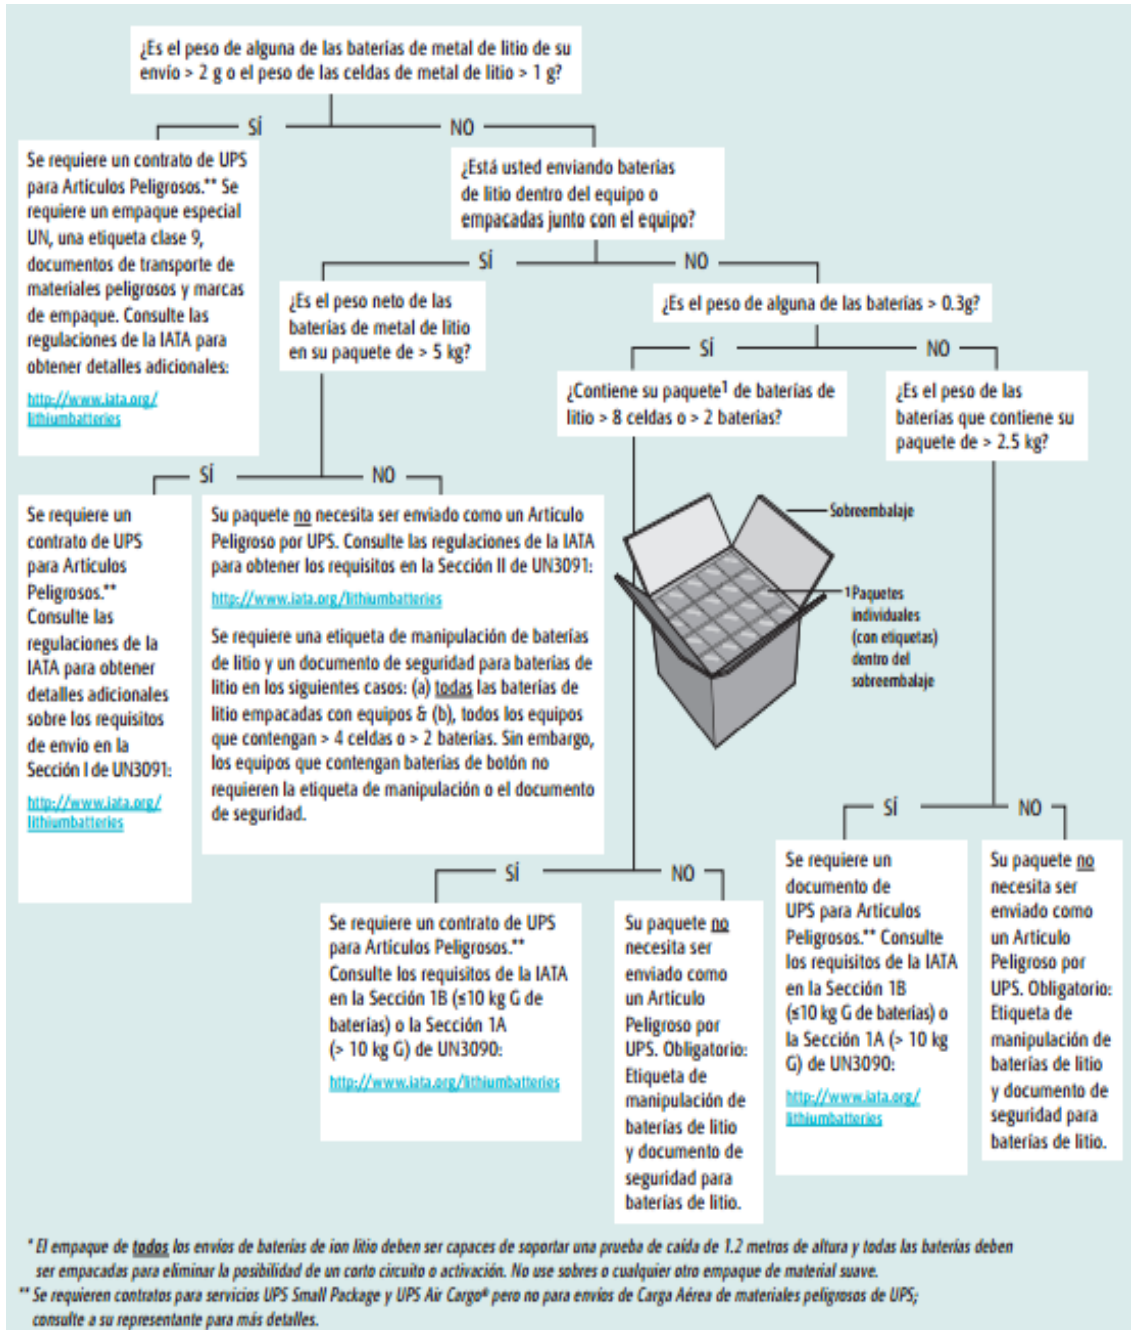 ¿Es el peso de alguna de las baterías de metal de litio de su
envío > 2 g o el peso de las celdas de metal de litio > 1 g?
SÍ
NO
Se requiere un contrato de UPS
para Artículos Peligrosos.** Se
requiere un empaque especial
UN, una etiqueta clase 9,
documentos de transporte de
materiales peligrosos y marcas
de empaque. Consulte las
regulaciones de la IATA para
obtener detalles adicionales:
http://www.iata.org/
lithiumbatteries
¿Está usted enviando baterías
de litio dentro del equipo o
empacadas junto con el equipo?
SÍ
NO
¿Es el peso neto de las
baterías de metal de litio
en su paquete de > 5 kg?
¿Es el peso de alguna de las baterías > 0.3g?
SÍ
NO
¿Contiene su paquete¹ de baterías de
litio > 8 celdas o > 2 baterías?
¿Es el peso de las
baterías que contiene su
paquete de > 2.5 kg?
SÍ
NO
Se requiere un
contrato de UPS
para Artículos
Peligrosos.**
Consulte las
regulaciones de la
IATA para obtener
detalles adicionales
sobre los requisitos
de envío en la
Sección I de UN3091:
http://www.iata.org/
lithiumbatteries
Su paquete no necesita ser enviado como un Artículo
Peligroso por UPS. Consulte las regulaciones de la IATA
para obtener los requisitos en la Sección II de UN3091:
http://www.iata.org/lithiumbatteries
Se requiere una etiqueta de manipulación de baterías
de litio y un documento de seguridad para baterías de
litio en los siguientes casos: (a) todas las baterías de
litio empacadas con equipos & (b), todos los equipos
que contengan > 4 celdas o > 2 baterías. Sin embargo,
los equipos que contengan baterías de botón no
requieren la etiqueta de manipulación o el documento
de seguridad.
Sobreembalaje
¹ Paquetes
individuales
(con etiquetas)
dentro del
sobreembalaje
SÍ
NO
Se requiere un contrato de UPS
para Artículos Peligrosos.**
Consulte los requisitos de la IATA
en la Sección 1B (≤10 kg G de
baterías) o la Sección 1A
(> 10 kg G) de UN3090:
http://www.iata.org/lithiumbatteries
Su paquete no
necesita ser
enviado como
un Artículo
Peligroso por
UPS. Obligatorio:
Etiqueta de
manipulación de
baterías de litio
y documento de
seguridad para
baterías de litio.
SÍ
NO
Se requiere un
documento de
UPS para Artículos
Peligrosos.** Consulte
los requisitos de la IATA
en la Sección 1B
(≤10 kg G de baterías) o
la Sección 1A (> 10 kg
G) de UN3090:
http://www.iata.org/
lithiumbatteries
Su paquete no
necesita ser
enviado como
un Artículo
Peligroso por
UPS. Obligatorio:
Etiqueta de
manipulación de
baterías de litio
y documento de
seguridad para
baterías de litio.
* El empaque de todos los envíos de baterías de ion litio deben ser capaces de soportar una prueba de caída de 1.2 metros de altura y todas las baterías deben
ser empacadas para eliminar la posibilidad de un corto circuito o activación. No use sobres o cualquier otro empaque de material suave.
** Se requieren contratos para servicios UPS Small Package y UPS Air Cargo® pero no para envíos de Carga Aérea de materiales peligrosos de UPS;
consulte a su representante para más detalles.